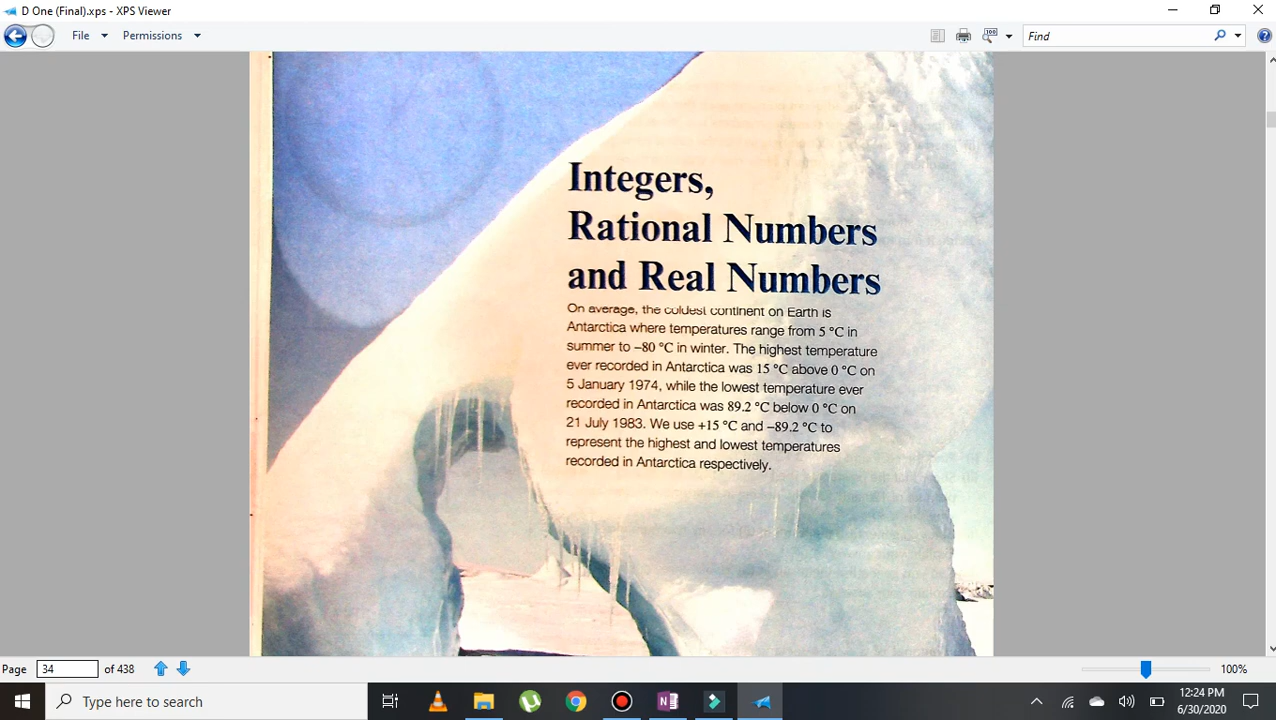 D One (Final).xps - XPS Viewer
File
Permissions
100
Find
Integers,
Rational Numbers
and Real Numbers
On average, the coldest continent on Earth is
Antarctica where temperatures range from 5 °C in
summer to –80 °C in winter. The highest temperature
ever recorded in Antarctica was 15 °C above 0 °C on
5 January 1974, while the lowest temperature ever
recorded in Antarctica was 89.2 °C below 0 °C on
21 July 1983. We use +15 °C and –89.2 °C to
represent the highest and lowest temperatures
recorded in Antarctica respectively.
Page 34 of 438
100%
Type here to search
N
12:24 PM
6/30/2020